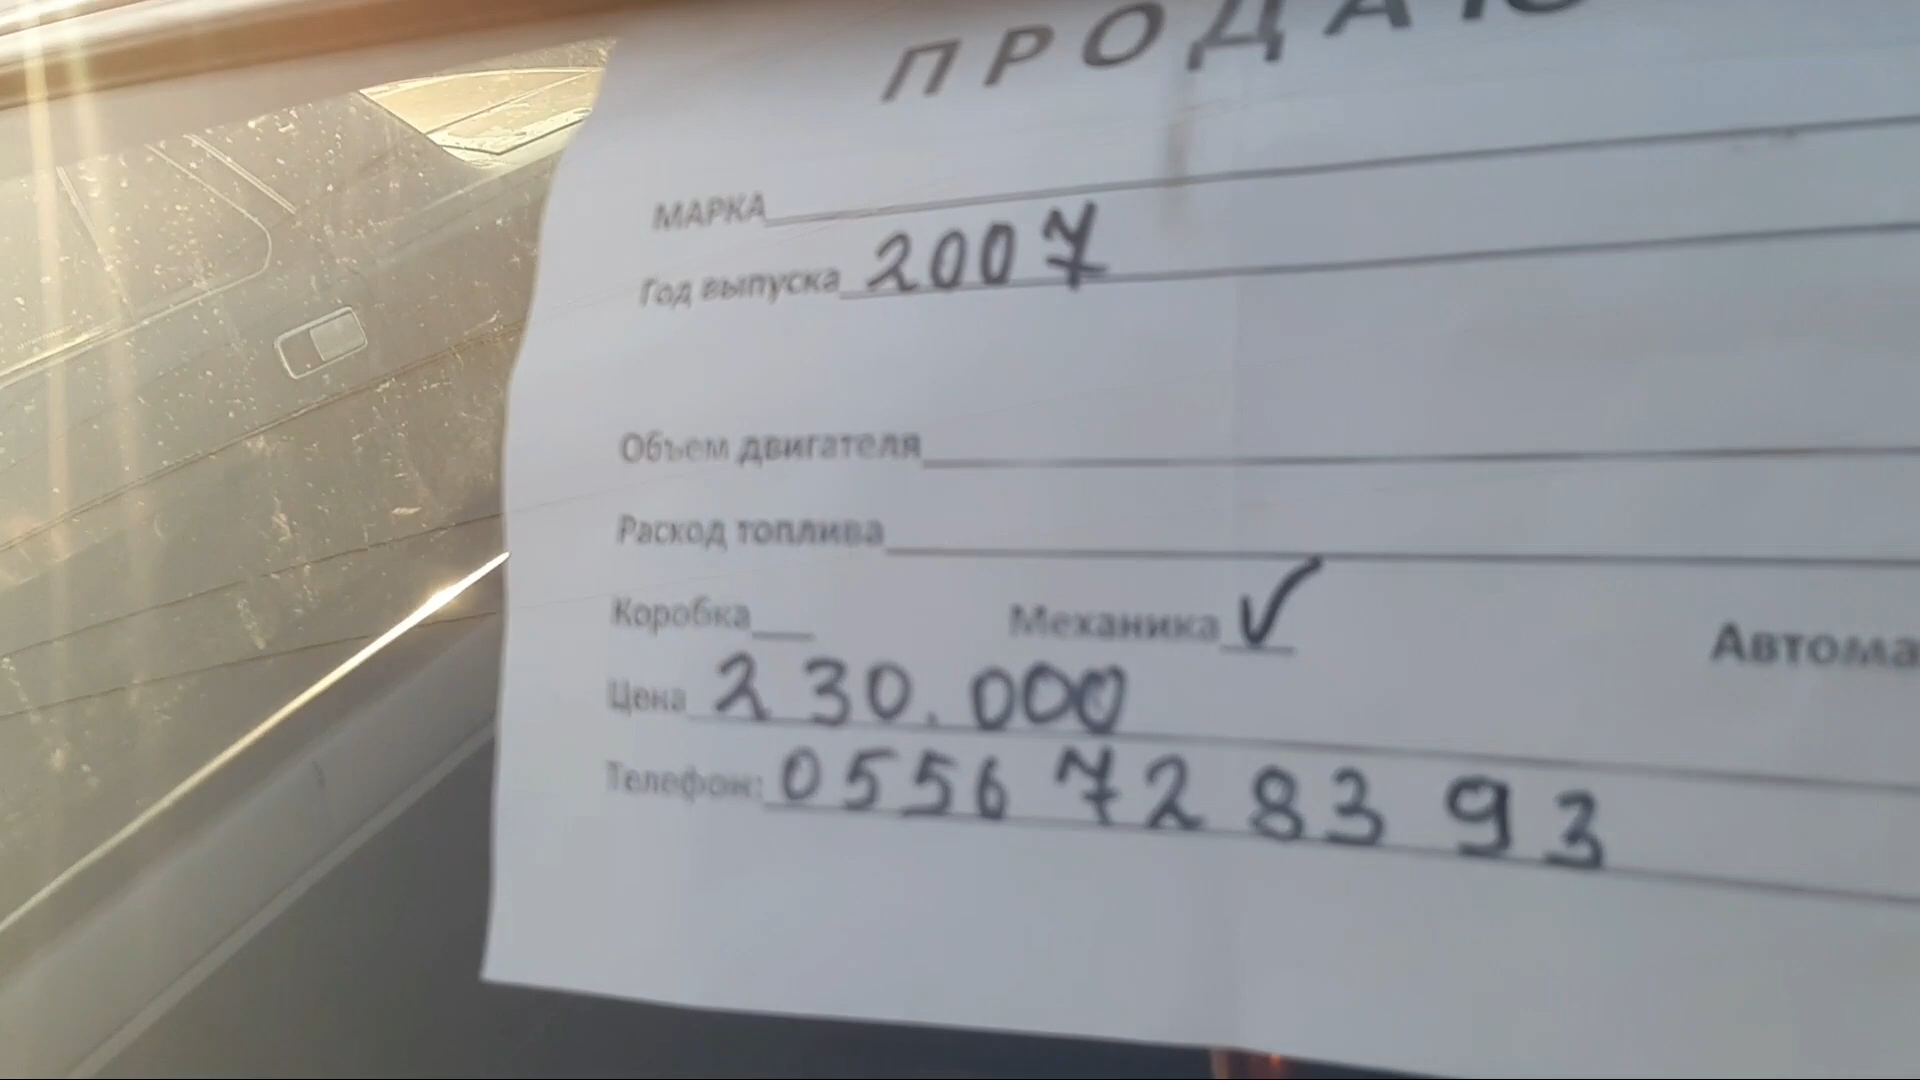 ПРОДАЮ
МАРКА
Год выпуска 2007
Объем двигателя
Расход топлива
Коробка Механика ✓ Автома
Цена 230.000
Телефон: 0556 72 83 93